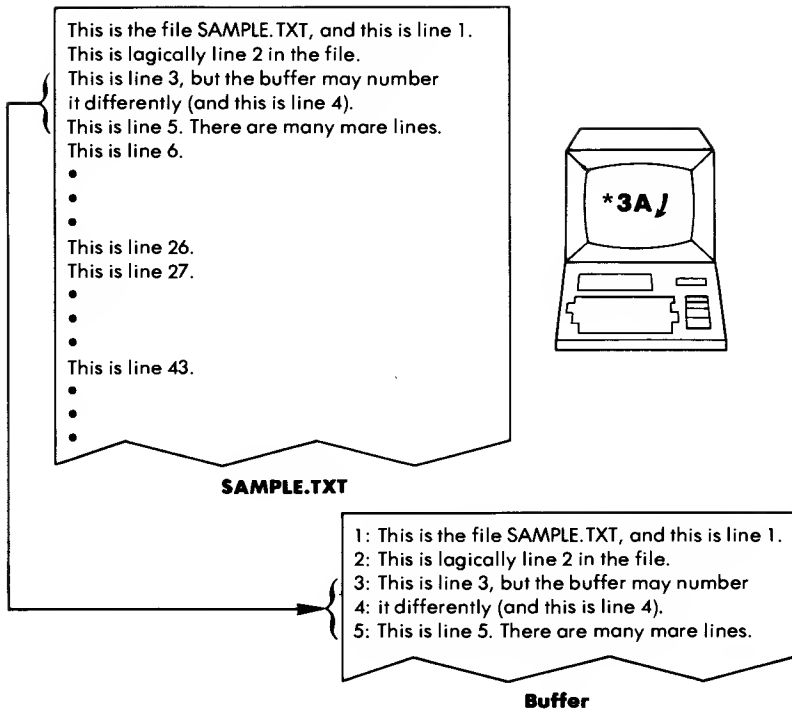 This is the file SAMPLE.TXT, and this is line 1.
This is lagically line 2 in the file.
This is line 3, but the buffer may number
it differently (and this is line 4).
This is line 5. There are many mare lines.
This is line 6.
•
•
•
This is line 26.
This is line 27.
•
•
•
This is line 43.
•
•
•
SAMPLE.TXT
*3A
1: This is the file SAMPLE.TXT, and this is line 1.
2: This is lagically line 2 in the file.
3: This is line 3, but the buffer may number
4: it differently (and this is line 4).
5: This is line 5. There are many mare lines.
Buffer